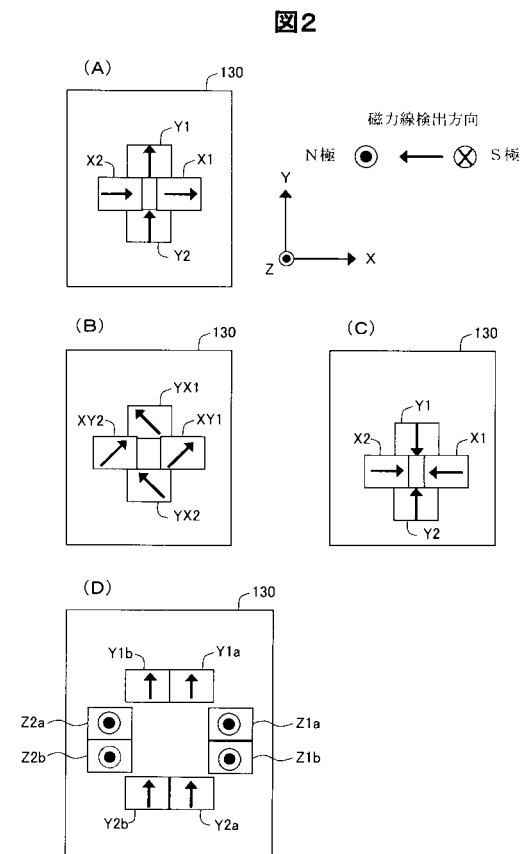 図2
(A)
130
Y1
X2
X1
Y2
磁力線検出方向
N極
S極
Y
Z
X
(B)
130
YX1
XY2
XY1
YX2
(C)
130
Y1
X2
X1
Y2
(D)
130
Y1b
Y1a
Z2a
Z1a
Z2b
Z1b
Y2b
Y2a